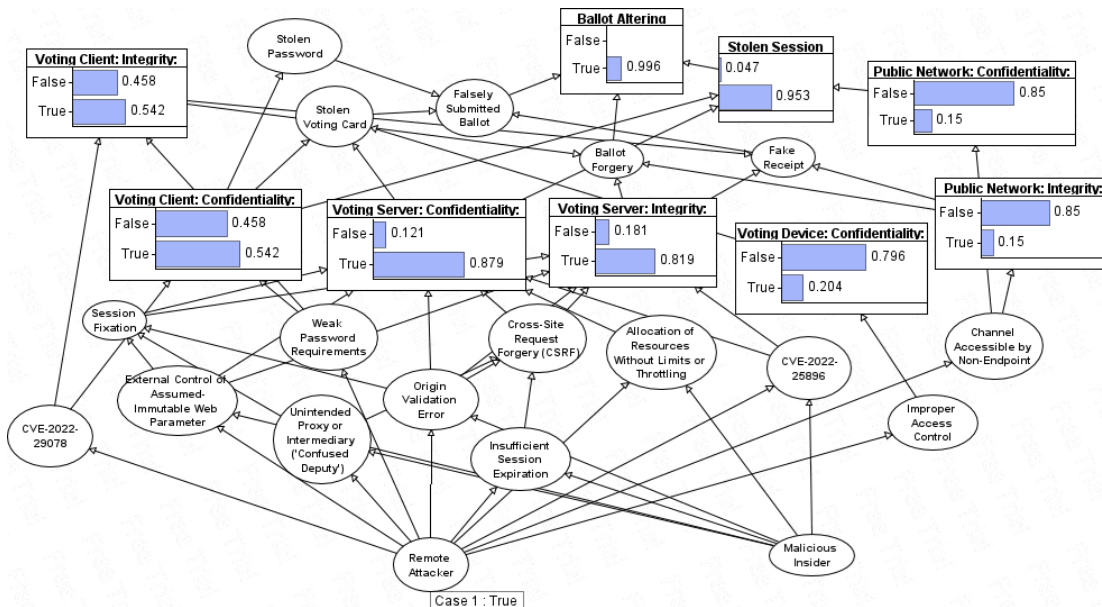 Ballot Altering
False
True 0.996
Stolen
Password
Stolen Session
0.047
0.953
Voting Client: Integrity:
False 0.458
True 0.542
Public Network: Confidentiality:
False 0.85
True 0.15
Stolen
Voting Card
Falsely
Submitted
Ballot
Ballot
Forgery
Fake
Receipt
Voting Client: Confidentiality:
False 0.458
True 0.542
Voting Server: Confidentiality:
False 0.121
True 0.879
Voting Server: Integrity:
False 0.181
True 0.819
Voting Device: Confidentiality:
False 0.796
True 0.204
Public Network: Integrity:
False 0.85
True 0.15
Session
Fixation
Weak
Password
Requirements
Cross-Site
Request
Forgery (CSRF)
Allocation of
Resources
Without Limits or
Throttling
CVE-2022-
25896
Channel
Accessible by
Non-Endpoint
External Control of
Assumed-
Immutable Web
Parameter
Origin
Validation
Error
CVE-2022-
29078
Unintended
Proxy or
Intermediary
('Confused
Deputy')
Insufficient
Session
Expiration
Improper
Access
Control
Remote
Attacker
Malicious
Insider
Case 1 : True
Free Trial